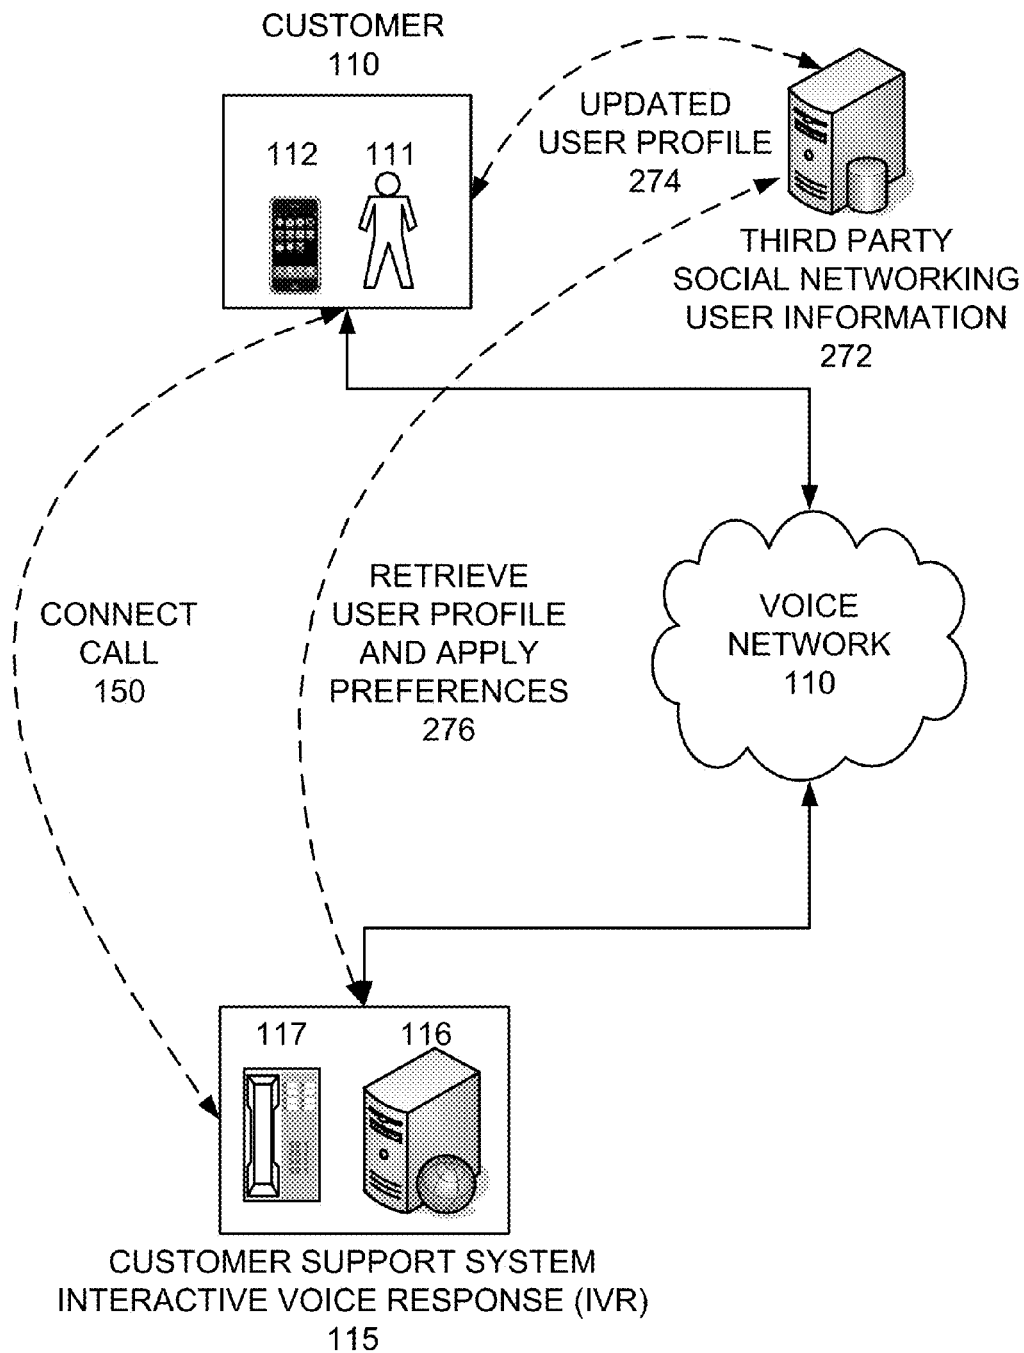 CUSTOMER
110
112
111
UPDATED
USER PROFILE
274
THIRD PARTY
SOCIAL NETWORKING
USER INFORMATION
272
CONNECT
CALL
150
RETRIEVE
USER PROFILE
AND APPLY
PREFERENCES
276
VOICE
NETWORK
110
117
116
CUSTOMER SUPPORT SYSTEM
INTERACTIVE VOICE RESPONSE (IVR)
115